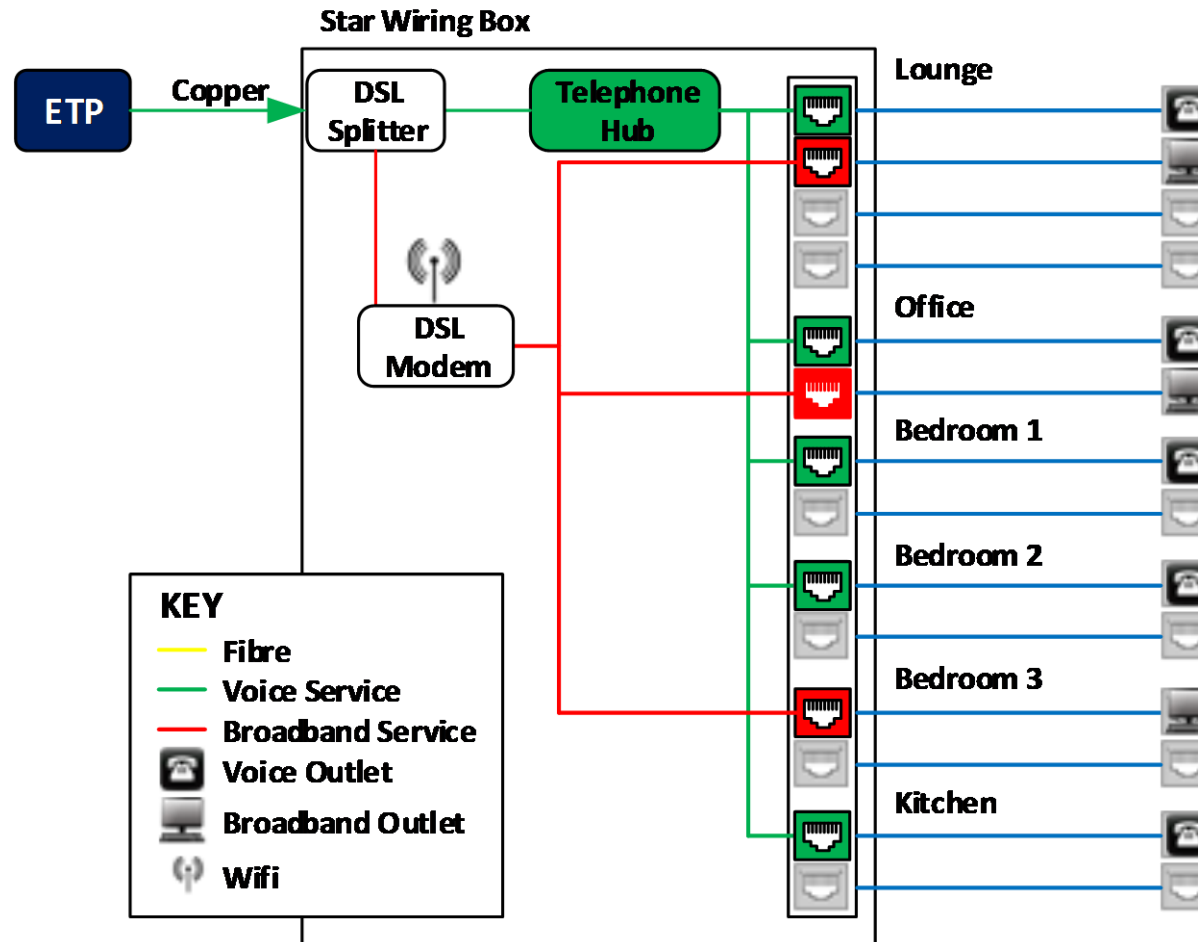 Star Wiring Box
ETP
Copper
DSL
Splitter
Telephone
Hub
Lounge
DSL
Modem
Office
Bedroom 1
Bedroom 2
Bedroom 3
Kitchen
KEY
Fibre
Voice Service
Broadband Service
Voice Outlet
Broadband Outlet
Wifi